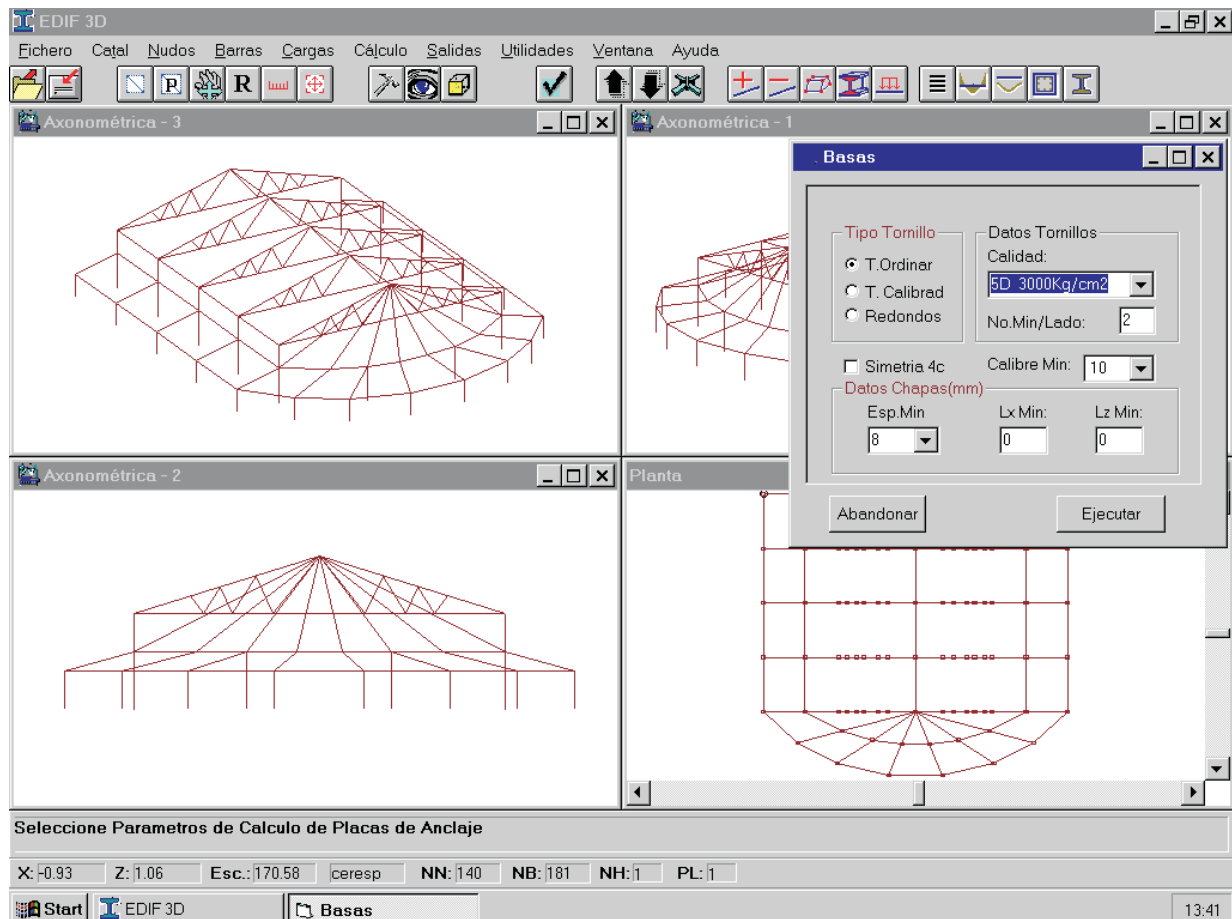 EDIF 3D
Fichero Catal Nudos Barras Cargas Cálculo Salidas Utilidades Ventana Ayuda
R R
Axonométrica - 3
Axonométrica - 1
Basas
Tipo Tornillo
T.Ordinar
T. Calibrad
Redondos
Datos Tornillos
Calidad:
5D 3000Kg/cm2
No.Min/Lado: 2
Simetria 4c
Calibre Min: 10
Datos Chapas(mm)
Esp.Min Lx Min: Lz Min:
8 0 0
Abandonar Ejecutar
Axonométrica - 2
Planta
Seleccione Parametros de Calculo de Placas de Anclaje
X: -0.93 Z: 1.06 Esc.: 170.58 ceresp NN: 140 NB: 181 NH: 1 PL: 1
Start EDIF 3D Basas 13:41